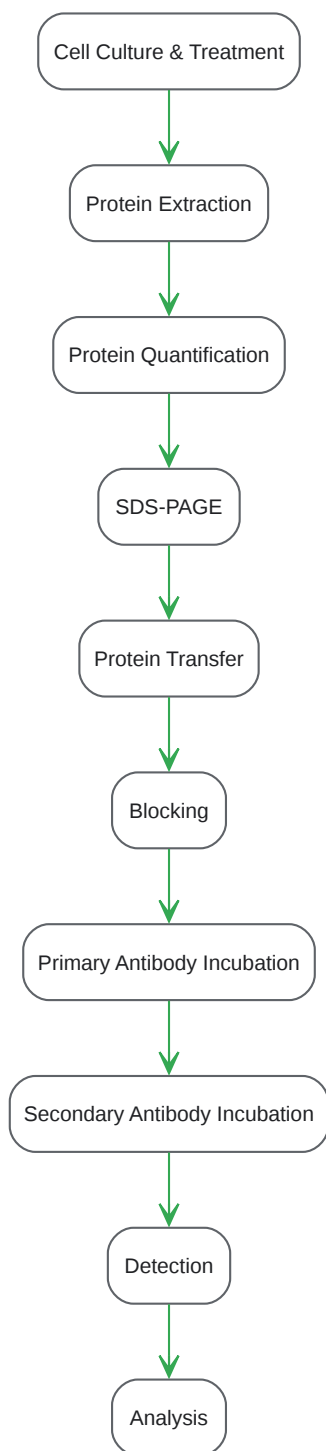 Cell Culture & Treatment
Protein Extraction
Protein Quantification
SDS-PAGE
Protein Transfer
Blocking
Primary Antibody Incubation
Secondary Antibody Incubation
Detection
Analysis